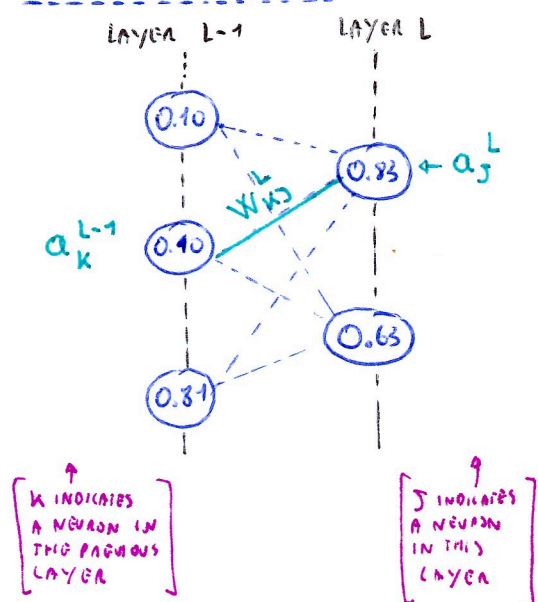 LAYER L-1 LAYER L
0.10
0.83 ← a_J^L
W_KJ^L
a_K^L-1
0.40
0.63
0.31
[K INDICATES
A NEURON IN
THE PREVIOUS
LAYER]
[J INDICATES
A NEURON
IN THIS
LAYER]